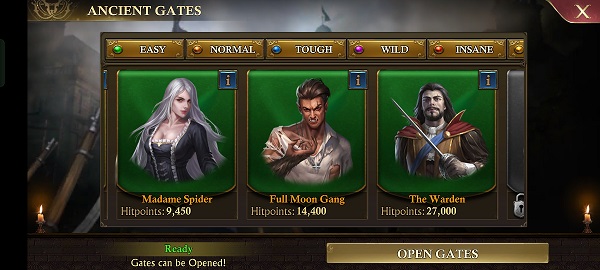 ANCIENT GATES
X
EASY
NORMAL
TOUGH
WILD
INSANE
i
i
i
Madame Spider
Hitpoints: 9,450
Full Moon Gang
Hitpoints: 14,400
The Warden
Hitpoints: 27,000
Ready
Gates can be Opened!
OPEN GATES